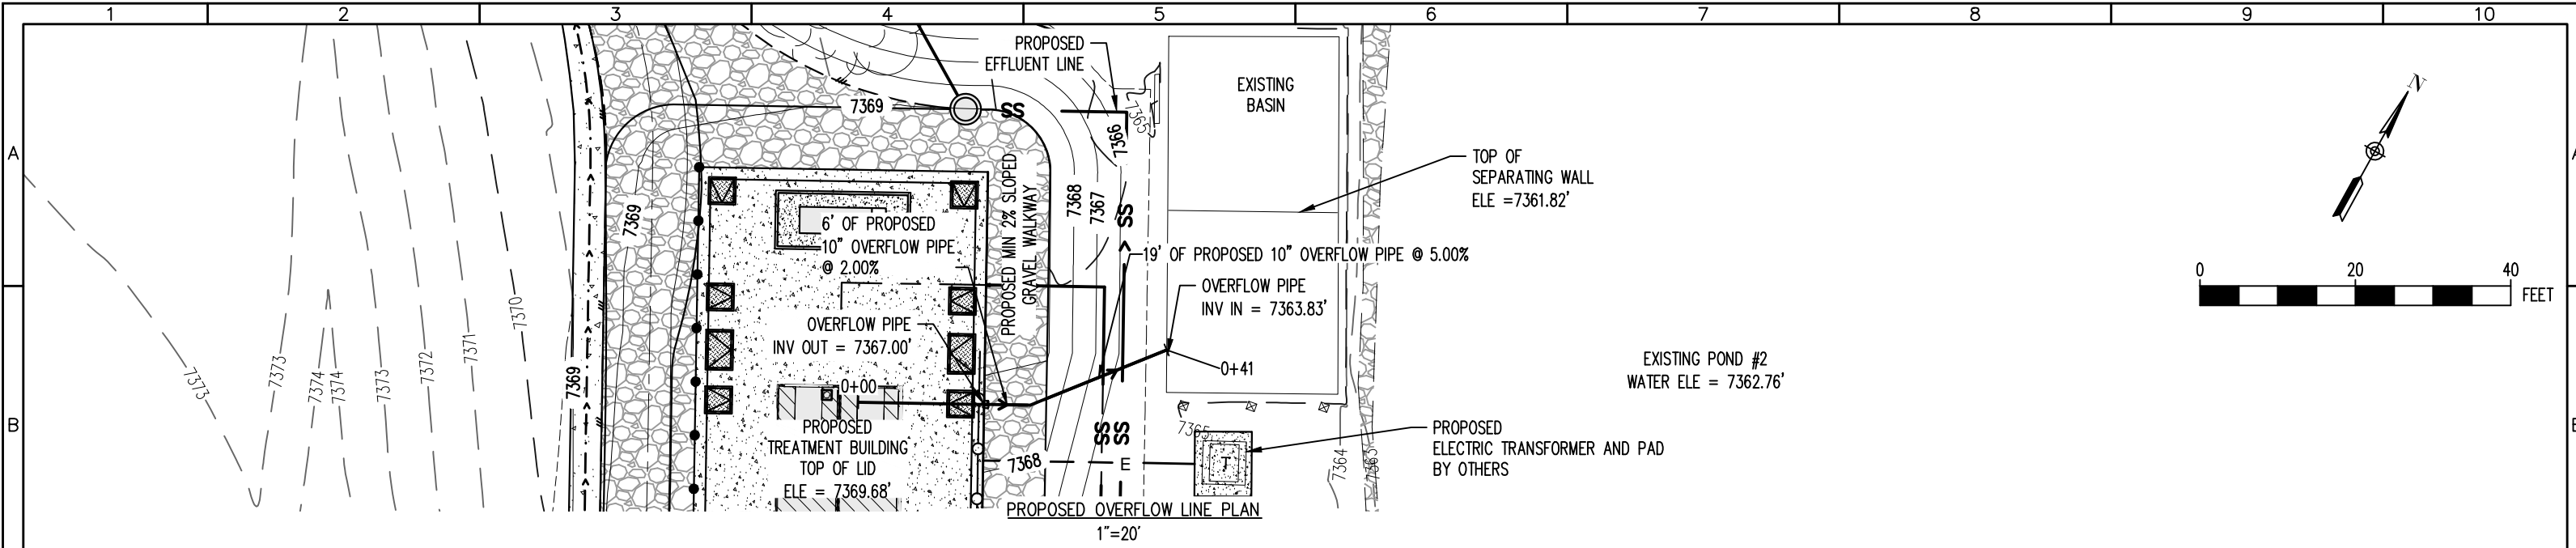 1 2 3 4 5 6 7 8 9 10
A
B
PROPOSED
EFFLUENT LINE
EXISTING
BASIN
N
7369
SS
7366
7365
TOP OF
SEPARATING WALL
ELE =7361.82'
7369
6' OF PROPOSED
10" OVERFLOW PIPE
@ 2.00%
PROPOSED MIN 2% SLOPED
GRAVEL WALKWAY
7368
7367
SS
19' OF PROPOSED 10" OVERFLOW PIPE @ 5.00%
OVERFLOW PIPE
INV IN = 7363.83'
0 20 40
FEET
OVERFLOW PIPE
INV OUT = 7367.00'
0+00
0+41
EXISTING POND #2
WATER ELE = 7362.76'
7373
7373
7374
7374
7373
7372
7371
7370
7369
PROPOSED
TREATMENT BUILDING
TOP OF LID
ELE = 7369.68'
SS
SS
7365
7368
E
T
7364
7363
PROPOSED
ELECTRIC TRANSFORMER AND PAD
BY OTHERS
PROPOSED OVERFLOW LINE PLAN
1"=20'